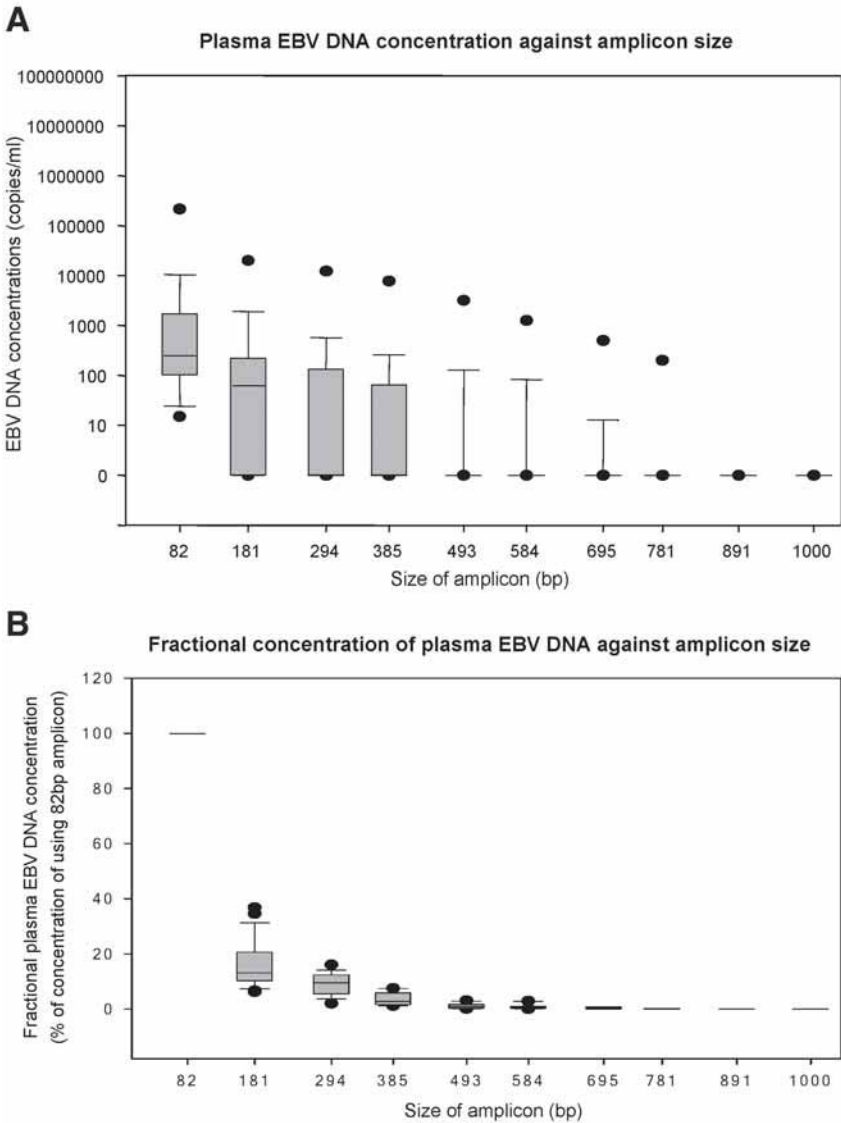 A
Plasma EBV DNA concentration against amplicon size
EBV DNA concentrations (copies/ml)
100000000
10000000
1000000
100000
10000
1000
100
10
0
82 181 294 385 493 584 695 781 891 1000
Size of amplicon (bp)
B
Fractional concentration of plasma EBV DNA against amplicon size
Fractional plasma EBV DNA concentration
(% of concentration of using 82bp amplicon)
120
100
80
60
40
20
0
82 181 294 385 493 584 695 781 891 1000
Size of amplicon (bp)